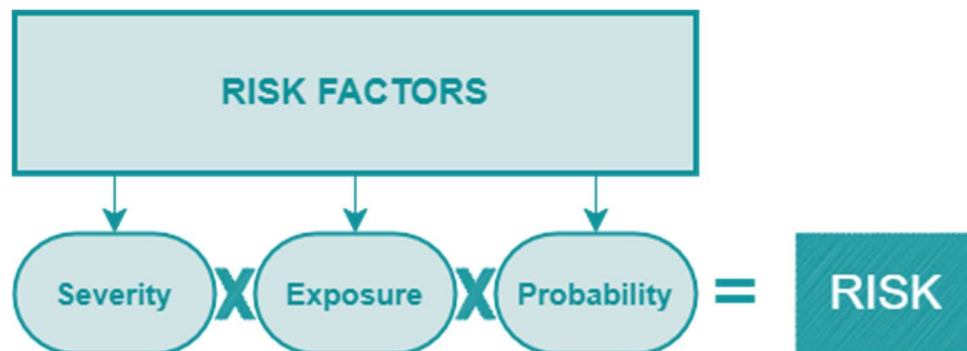 RISK FACTORS
Severity X Exposure X Probability = RISK